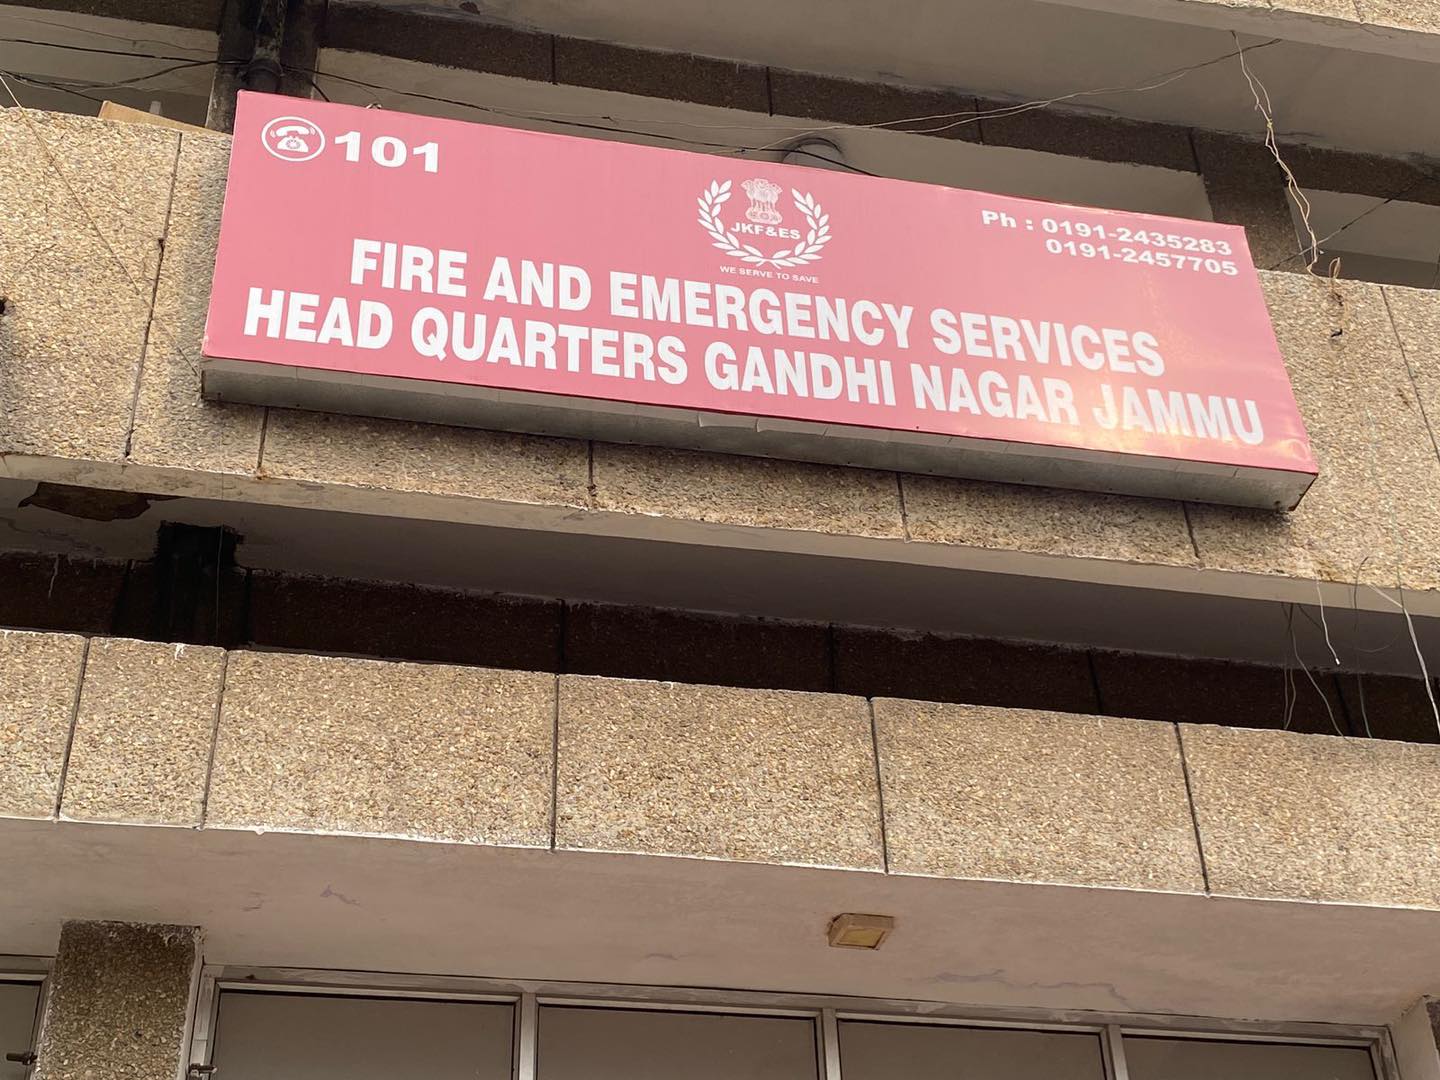 101
JKF&ES
WE SERVE TO SAVE
Ph : 0191-2435283
0191-2457705
FIRE AND EMERGENCY SERVICES
HEAD QUARTERS GANDHI NAGAR JAMMU